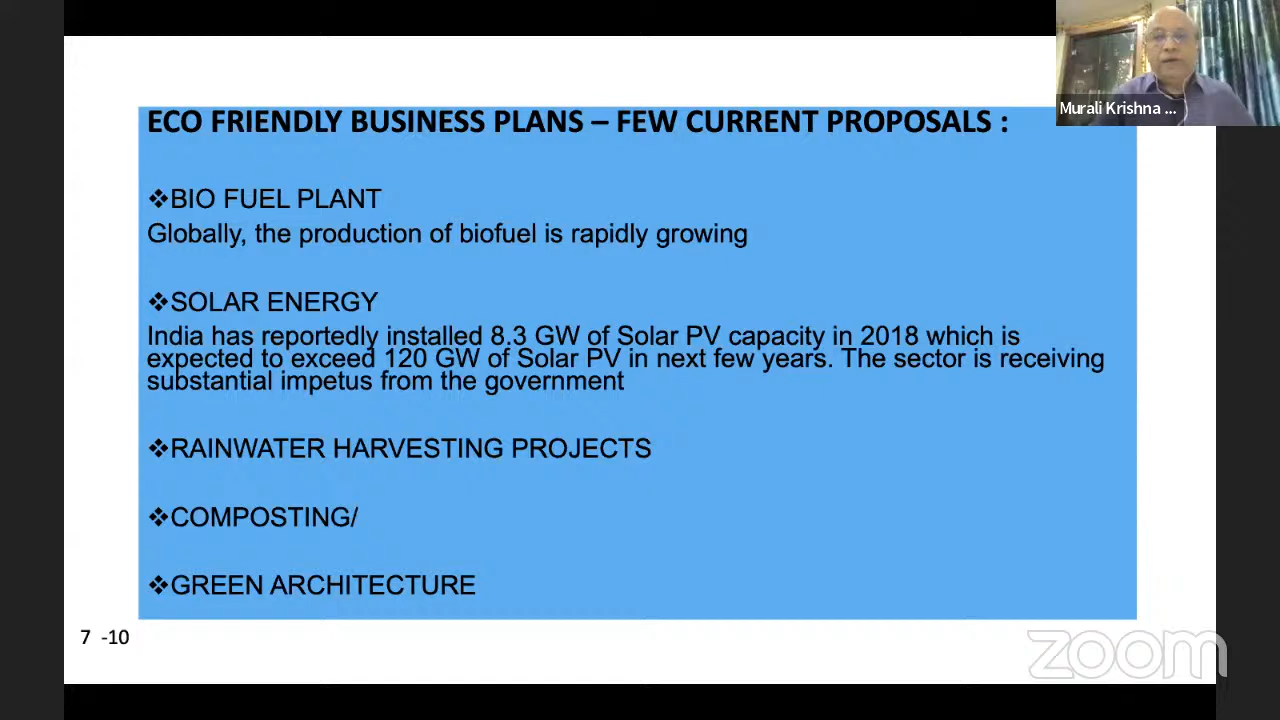 Murali Krishna ...
ECO FRIENDLY BUSINESS PLANS – FEW CURRENT PROPOSALS :
❖BIO FUEL PLANT
Globally, the production of biofuel is rapidly growing
❖SOLAR ENERGY
India has reportedly installed 8.3 GW of Solar PV capacity in 2018 which is
expected to exceed 120 GW of Solar PV in next few years. The sector is receiving
substantial impetus from the government
❖RAINWATER HARVESTING PROJECTS
❖COMPOSTING/
❖GREEN ARCHITECTURE
7 -10
zoom